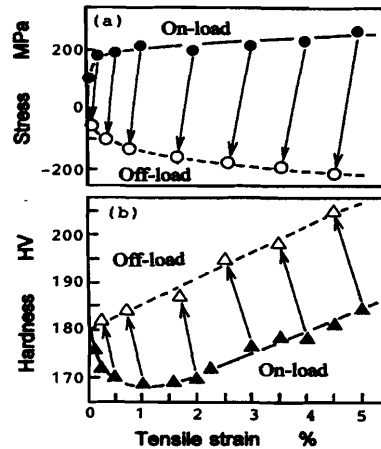 (a)
On-load
Stress MPa
200
0
-200
Off-load
(b)
Hardness HV
200
190
180
170
Off-load
On-load
0 1 2 3 4 5
Tensile strain %